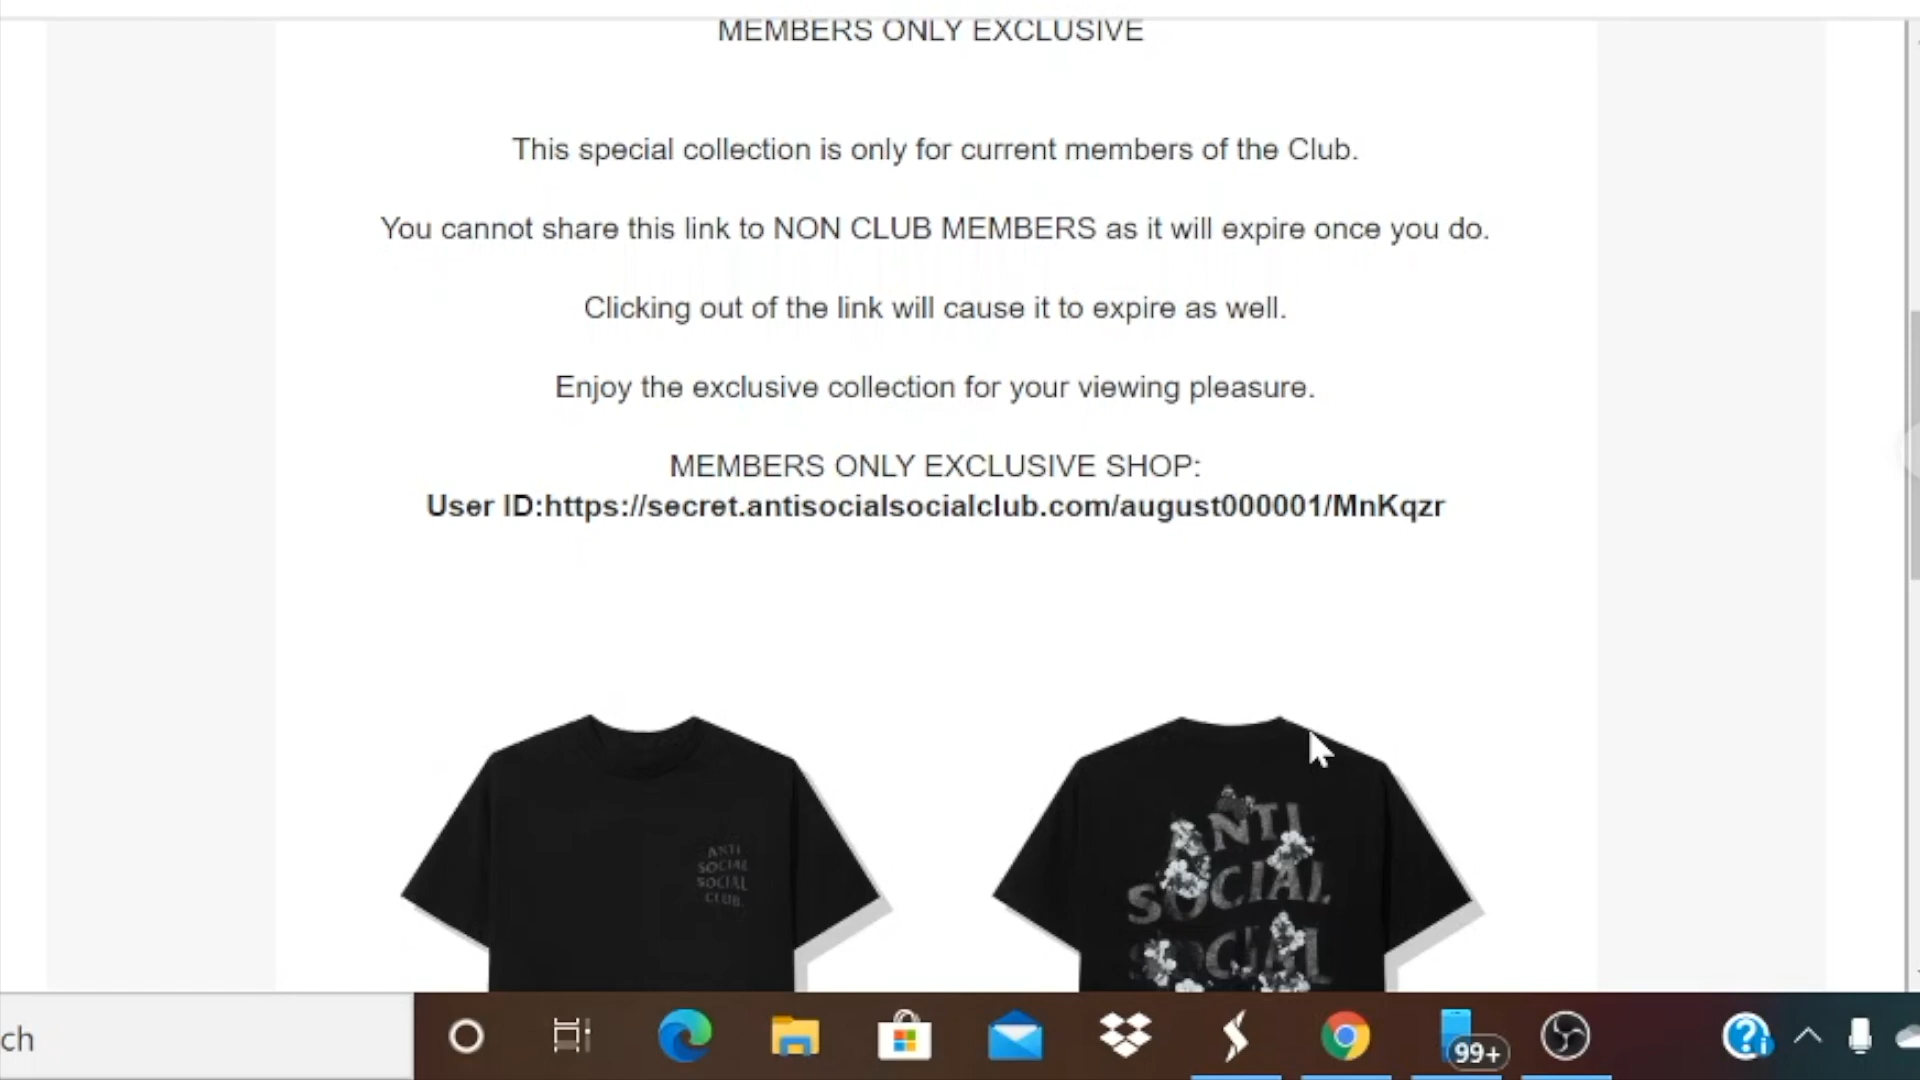 MEMBERS ONLY EXCLUSIVE
This special collection is only for current members of the Club.
You cannot share this link to NON CLUB MEMBERS as it will expire once you do.
Clicking out of the link will cause it to expire as well.
Enjoy the exclusive collection for your viewing pleasure.
MEMBERS ONLY EXCLUSIVE SHOP:
User ID:https://secret.antisocialsocialclub.com/august000001/MnKqzr
ANTI
SOCIAL
SOCIAL
CLUB.
ANTI
SOCIAL
SOCIAL
ch
99+